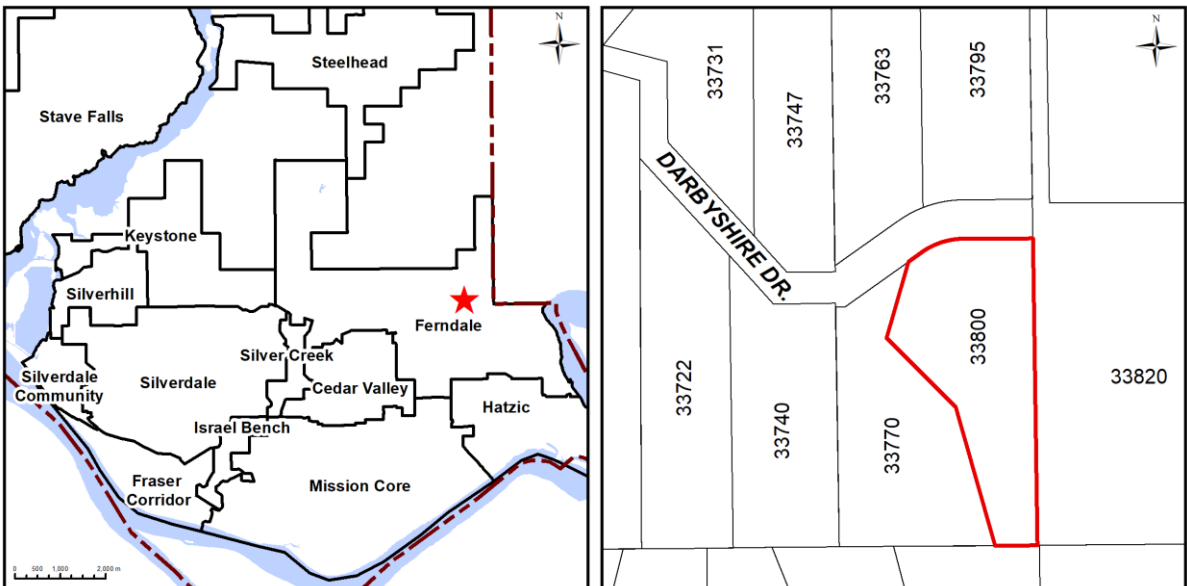 N
Steelhead
Stave Falls
Keystone
Silverhill
Ferndale
Silver Creek
Silverdale
Community
Silverdale
Cedar Valley
Hatzic
Israel Bench
Fraser
Corridor
Mission Core
0 500 1,000 2,000 m
N
33731
33747
33763
33795
DARBYSHIRE DR.
33722
33740
33770
33800
33820